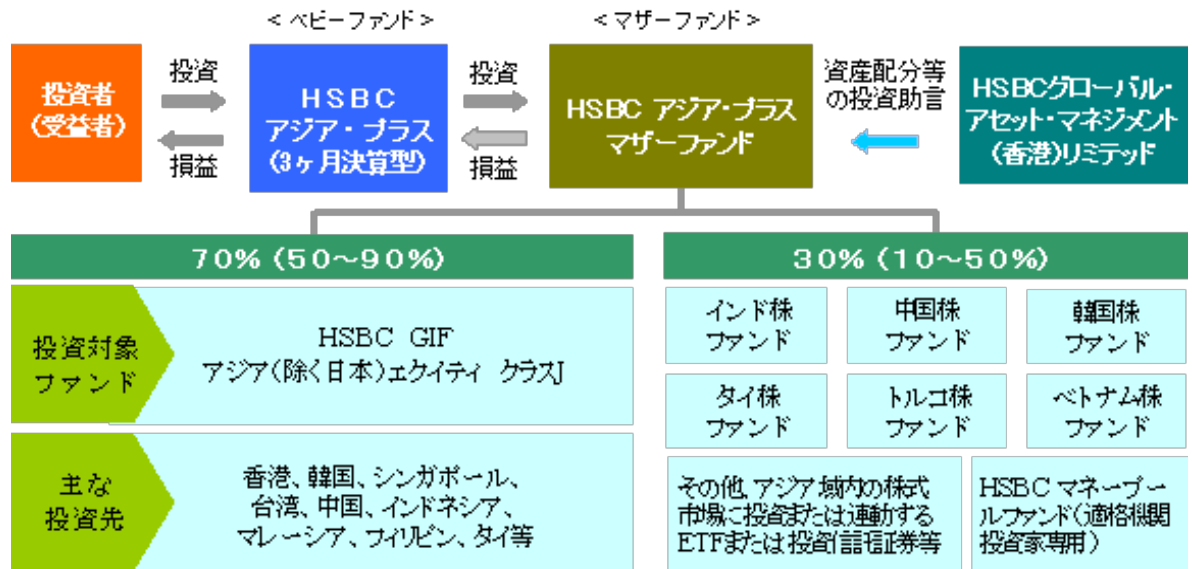 ＜ベビーファンド＞
＜マザーファンド＞
投資者
(受益者)
投資
損益
HSBC
アジア・プラス
(3ヶ月決算型)
投資
損益
HSBC アジア・プラス
マザーファンド
資産配分等
の投資助言
HSBCグローバル・
アセット・マネジメント
(香港)リミテッド
70% (50～90%)
投資対象
ファンド
HSBC GIF
アジア(除く日本)エクイティ クラスJ
主な
投資先
香港、韓国、シンガポール、
台湾、中国、インドネシア、
マレーシア、フィリピン、タイ等
30% (10～50%)
インド株
ファンド
中国株
ファンド
韓国株
ファンド
タイ株
ファンド
トルコ株
ファンド
ベトナム株
ファンド
その他、アジア域内の株式
市場に投資または連動する
ETFまたは投資信託証券等
HSBC マネープー
ルファンド(適格機関
投資家専用)